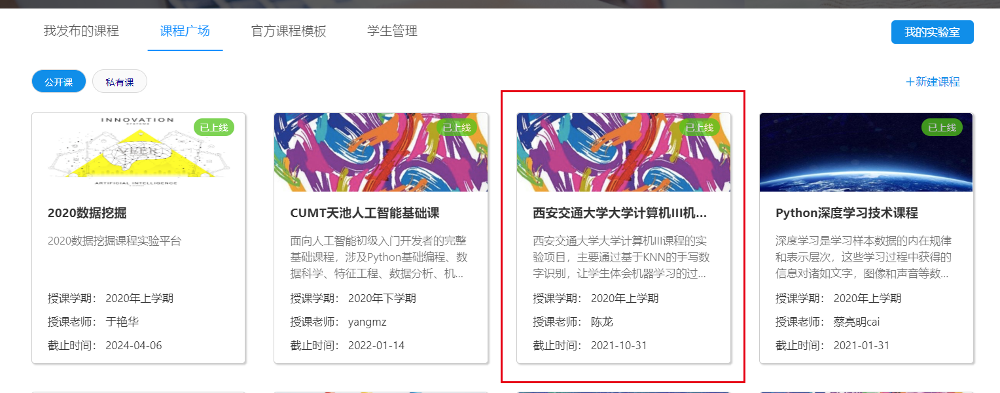 我发布的课程
课程广场
官方课程模板
学生管理
我的实验室
公开课
私有课
+新建课程
INNOVATION
SYSTEMS
已上线
VEER
ARTIFICIAL INTELLIGENCE
2020数据挖掘
2020数据挖掘课程实验平台
授课学期： 2020年上学期
授课老师： 于艳华
截止时间： 2024-04-06
已上线
CUMT天池人工智能基础课
面向人工智能初级入门开发者的完整
基础课程，涉及Python基础编程、数
据科学、特征工程、数据分析、机...
授课学期： 2020年下学期
授课老师： yangmz
截止时间： 2022-01-14
已上线
西安交通大学大学计算机III机...
西安交通大学大学计算机III课程的实
验项目，主要通过基于KNN的手写数
字识别，让学生体会机器学习的过...
授课学期： 2020年上学期
授课老师： 陈龙
截止时间： 2021-10-31
已上线
Python深度学习技术课程
深度学习是学习样本数据的内在规律
和表示层次，这些学习过程中获得的
信息对诸如文字，图像和声音等数...
授课学期： 2020年上学期
授课老师： 蔡亮明cai
截止时间： 2021-01-31